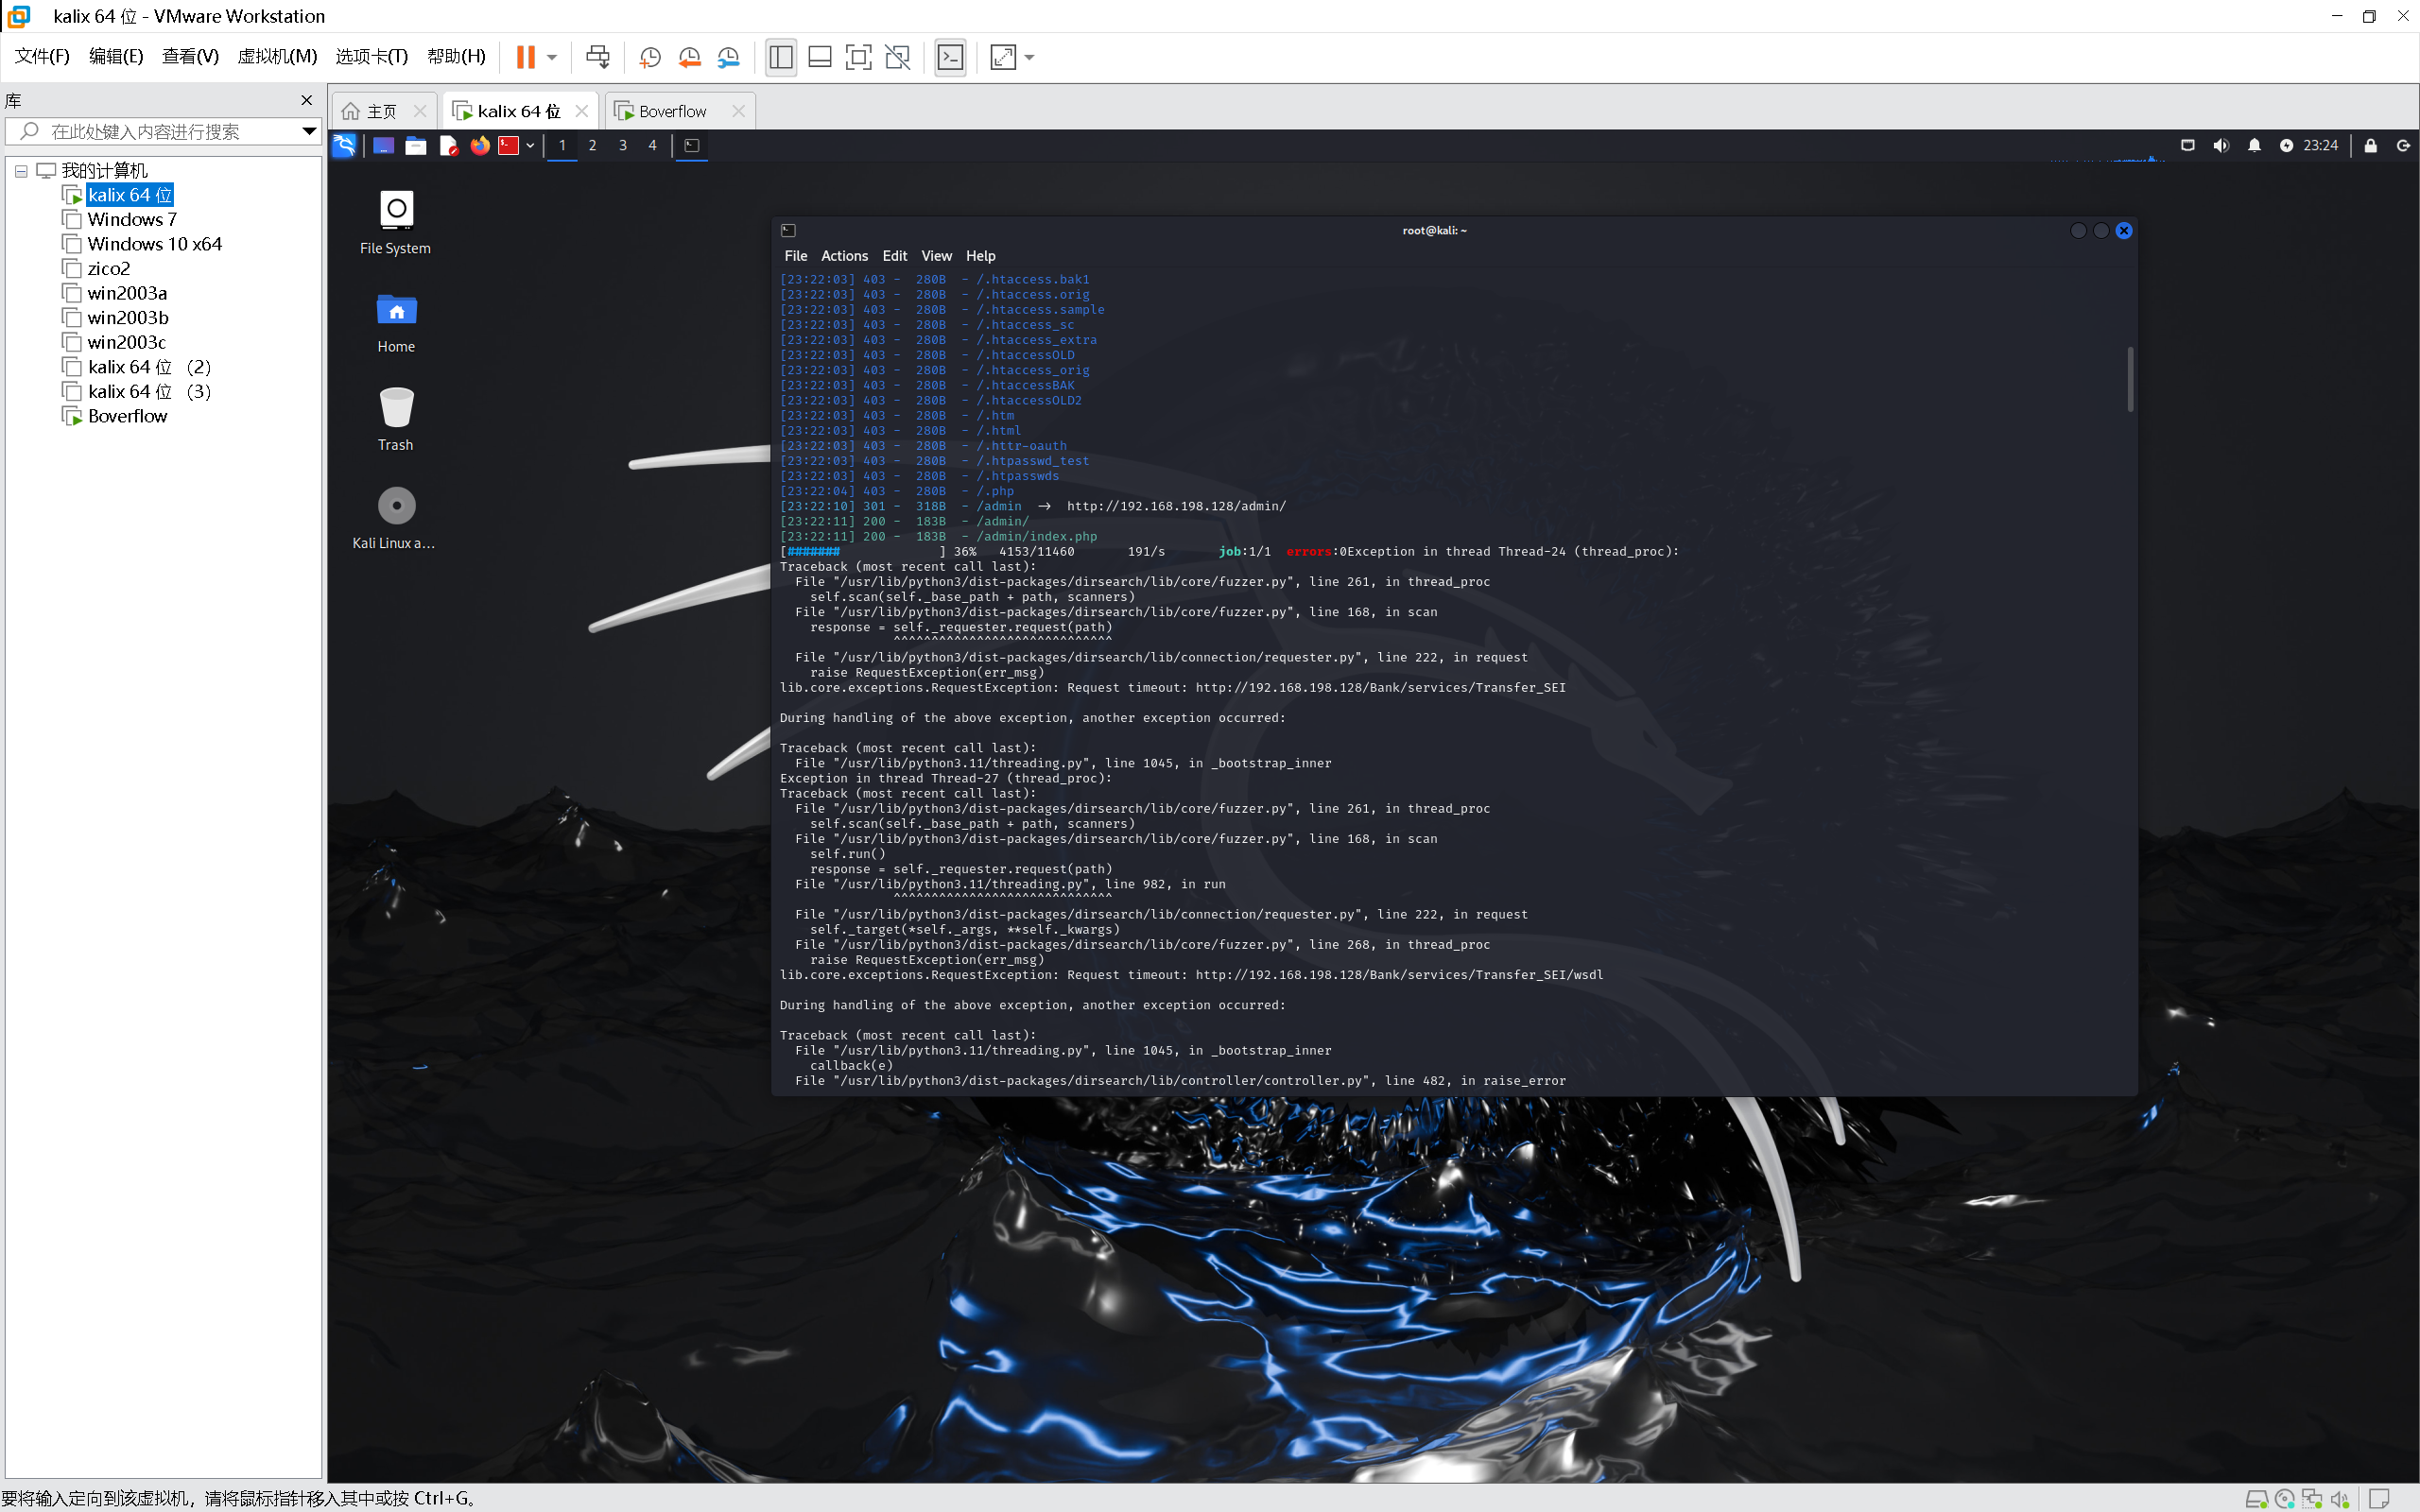 kalix 64 位 - VMware Workstation
文件(F) 编辑(E) 查看(V) 虚拟机(M) 选项卡(T) 帮助(H)
库
在此处键入内容进行搜索
我的计算机
kalix 64 位
Windows 7
Windows 10 x64
zico2
win2003a
win2003b
win2003c
kalix 64 位 （2）
kalix 64 位 （3）
Boverflow
主页 kalix 64 位 Boverflow
1 2 3 4 23:24
File System
Home
Trash
Kali Linux a...
root@kali: ~
File Actions Edit View Help
[23:22:03] 403 -  280B  - /.htaccess.bak1
[23:22:03] 403 -  280B  - /.htaccess.orig
[23:22:03] 403 -  280B  - /.htaccess.sample
[23:22:03] 403 -  280B  - /.htaccess_sc
[23:22:03] 403 -  280B  - /.htaccess_extra
[23:22:03] 403 -  280B  - /.htaccessOLD
[23:22:03] 403 -  280B  - /.htaccess_orig
[23:22:03] 403 -  280B  - /.htaccessBAK
[23:22:03] 403 -  280B  - /.htaccessOLD2
[23:22:03] 403 -  280B  - /.htm
[23:22:03] 403 -  280B  - /.html
[23:22:03] 403 -  280B  - /.httr-oauth
[23:22:03] 403 -  280B  - /.htpasswd_test
[23:22:03] 403 -  280B  - /.htpasswds
[23:22:04] 403 -  280B  - /.php
[23:22:10] 301 -  318B  - /admin  →  http://192.168.198.128/admin/
[23:22:11] 200 -  183B  - /admin/
[23:22:11] 200 -  183B  - /admin/index.php
[#######             ] 36%   4153/11460       191/s       job:1/1  errors:0Exception in thread Thread-24 (thread_proc):
Traceback (most recent call last):
  File "/usr/lib/python3/dist-packages/dirsearch/lib/core/fuzzer.py", line 261, in thread_proc
    self.scan(self._base_path + path, scanners)
  File "/usr/lib/python3/dist-packages/dirsearch/lib/core/fuzzer.py", line 168, in scan
    response = self._requester.request(path)
               ^^^^^^^^^^^^^^^^^^^^^^^^^^^^^
  File "/usr/lib/python3/dist-packages/dirsearch/lib/connection/requester.py", line 222, in request
    raise RequestException(err_msg)
lib.core.exceptions.RequestException: Request timeout: http://192.168.198.128/Bank/services/Transfer_SEI
During handling of the above exception, another exception occurred:
Traceback (most recent call last):
  File "/usr/lib/python3.11/threading.py", line 1045, in _bootstrap_inner
Exception in thread Thread-27 (thread_proc):
Traceback (most recent call last):
  File "/usr/lib/python3/dist-packages/dirsearch/lib/core/fuzzer.py", line 261, in thread_proc
    self.scan(self._base_path + path, scanners)
  File "/usr/lib/python3/dist-packages/dirsearch/lib/core/fuzzer.py", line 168, in scan
    self.run()
    response = self._requester.request(path)
  File "/usr/lib/python3.11/threading.py", line 982, in run
               ^^^^^^^^^^^^^^^^^^^^^^^^^^^^^
  File "/usr/lib/python3/dist-packages/dirsearch/lib/connection/requester.py", line 222, in request
    self._target(*self._args, **self._kwargs)
  File "/usr/lib/python3/dist-packages/dirsearch/lib/core/fuzzer.py", line 268, in thread_proc
    raise RequestException(err_msg)
lib.core.exceptions.RequestException: Request timeout: http://192.168.198.128/Bank/services/Transfer_SEI/wsdl
During handling of the above exception, another exception occurred:
Traceback (most recent call last):
  File "/usr/lib/python3.11/threading.py", line 1045, in _bootstrap_inner
    callback(e)
  File "/usr/lib/python3/dist-packages/dirsearch/lib/controller/controller.py", line 482, in raise_error
要将输入定向到该虚拟机，请将鼠标指针移入其中或按 Ctrl+G。